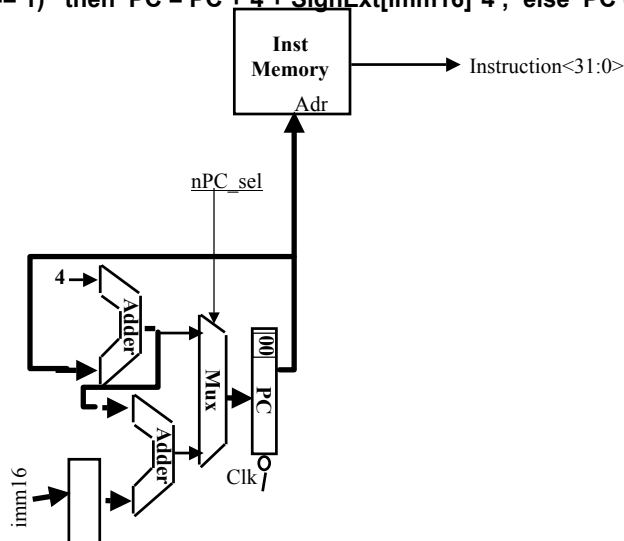 == 1) then PC = PC + 4 + SignExt[imm16] 4 ; else PC
Inst
Memory
Instruction<31:0>
Adr
nPC_sel
4
Adder
00
Mux
PC
Adder
Clk
imm16